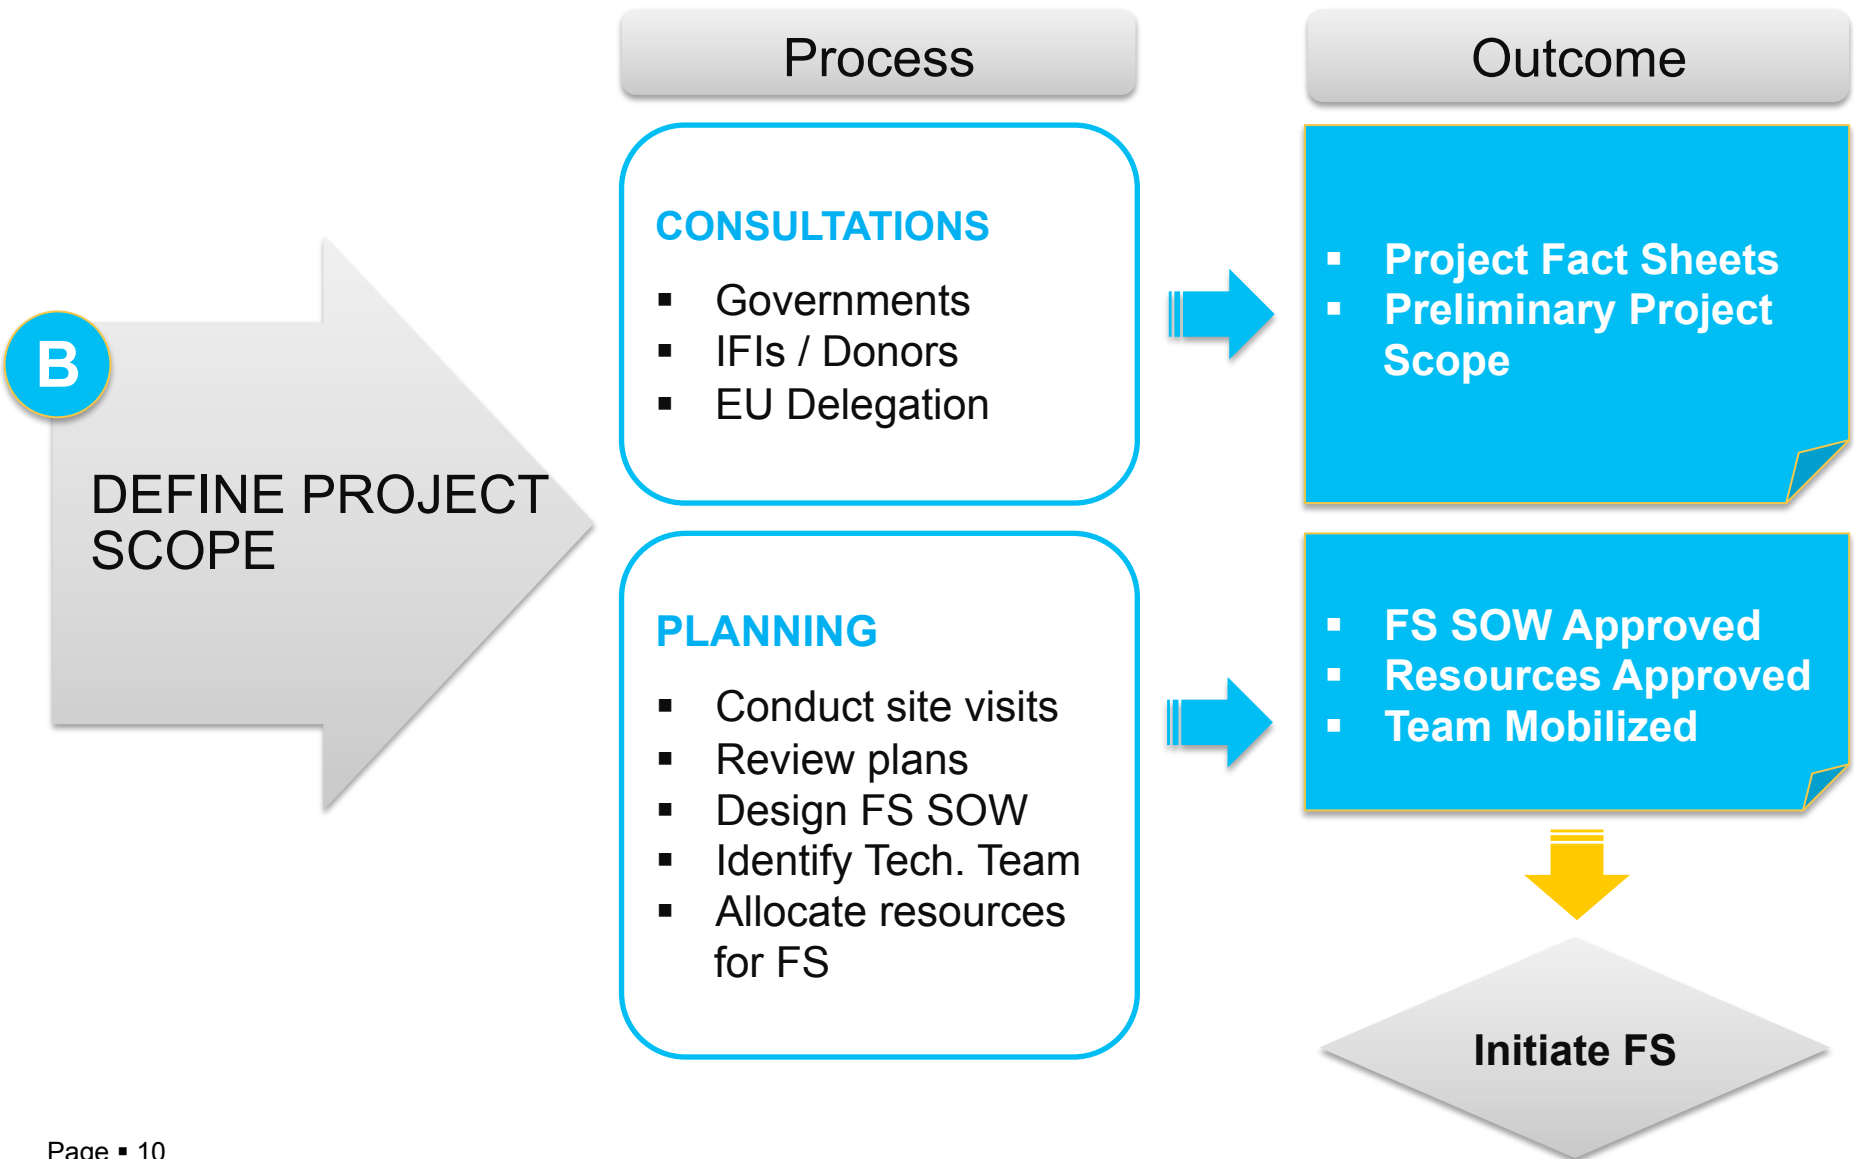 Process
Outcome
B
DEFINE PROJECT
SCOPE
CONSULTATIONS
▪ Governments
▪ IFIs / Donors
▪ EU Delegation
▪ Project Fact Sheets
▪ Preliminary Project
Scope
PLANNING
▪ Conduct site visits
▪ Review plans
▪ Design FS SOW
▪ Identify Tech. Team
▪ Allocate resources
for FS
▪ FS SOW Approved
▪ Resources Approved
▪ Team Mobilized
Initiate FS
Page ▪ 10